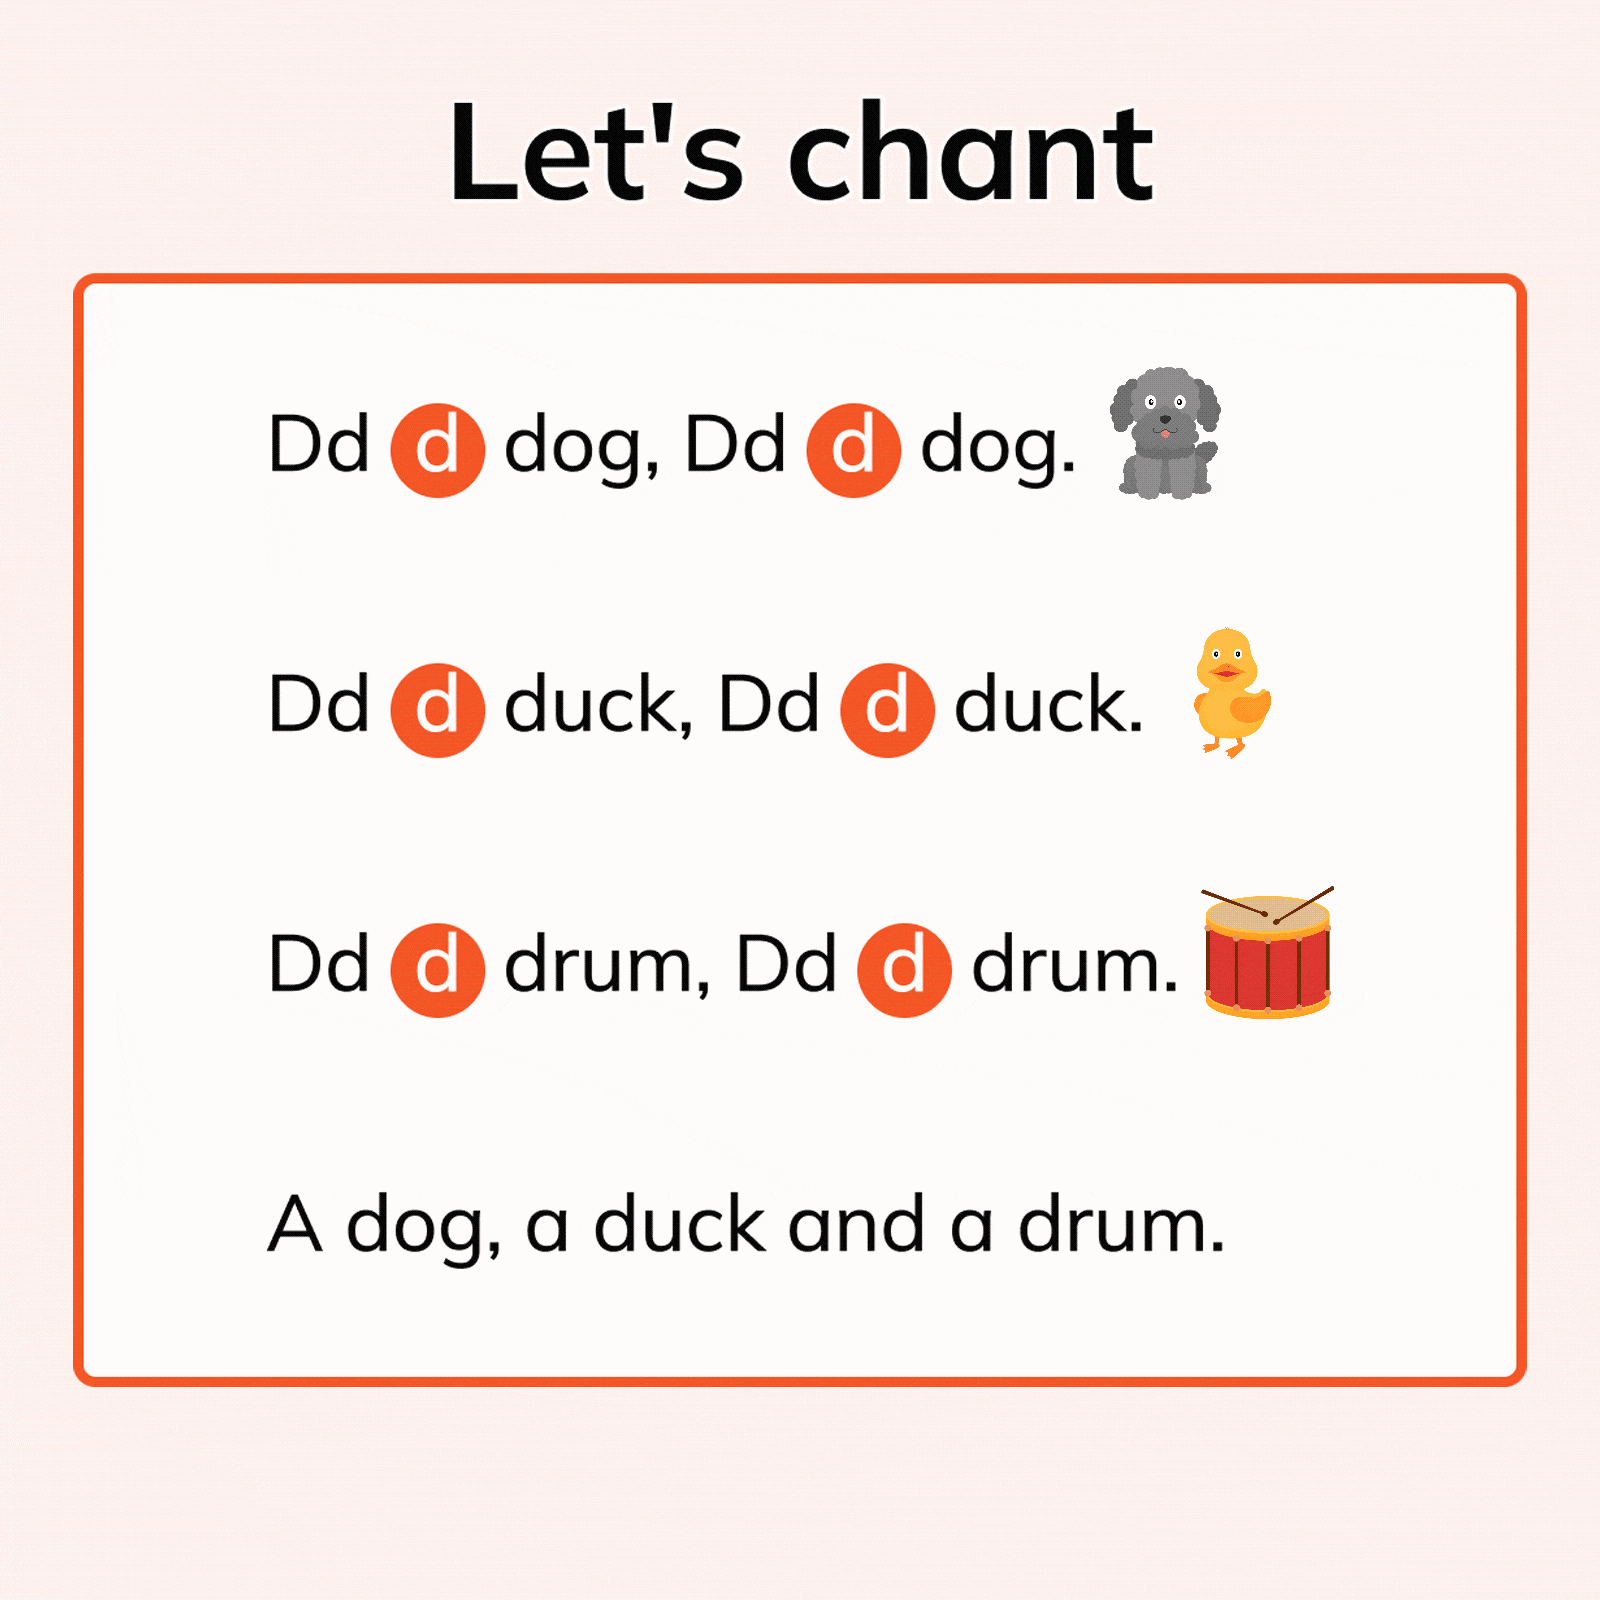 Let's chant
Dd d dog, Dd d dog.
Dd d duck, Dd d duck.
Dd d drum, Dd d drum.
A dog, a duck and a drum.